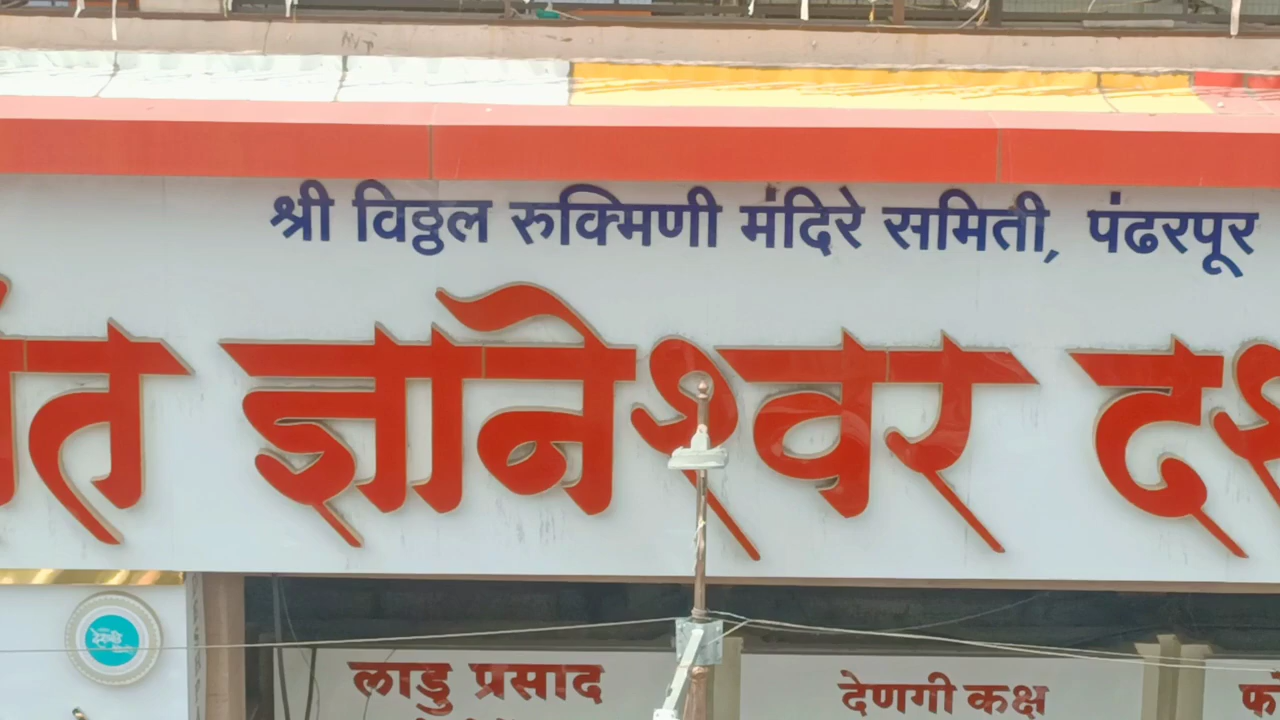 श्री विठ्ठल रुक्मिणी मंदिरे समिती, पंढरपूर
ज्ञानेश्वर
लाडु प्रसाद
देणगी कक्ष